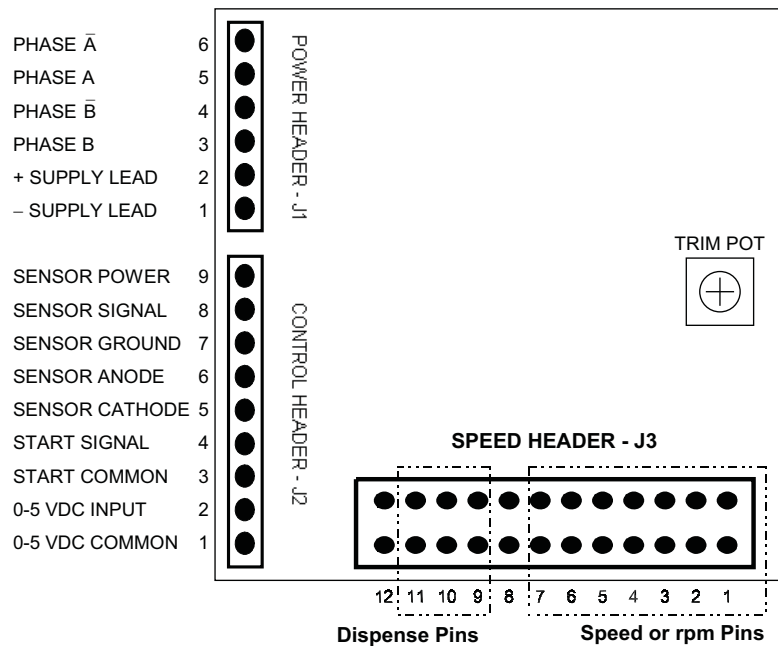 PHASE A̅ 6
PHASE A 5
PHASE B̅ 4
PHASE B 3
+ SUPPLY LEAD 2
– SUPPLY LEAD 1
POWER HEADER - J1
SENSOR POWER 9
SENSOR SIGNAL 8
SENSOR GROUND 7
SENSOR ANODE 6
SENSOR CATHODE 5
START SIGNAL 4
START COMMON 3
0-5 VDC INPUT 2
0-5 VDC COMMON 1
CONTROL HEADER - J2
TRIM POT
SPEED HEADER - J3
12 11 10 9 8 7 6 5 4 3 2 1
Dispense Pins
Speed or rpm Pins